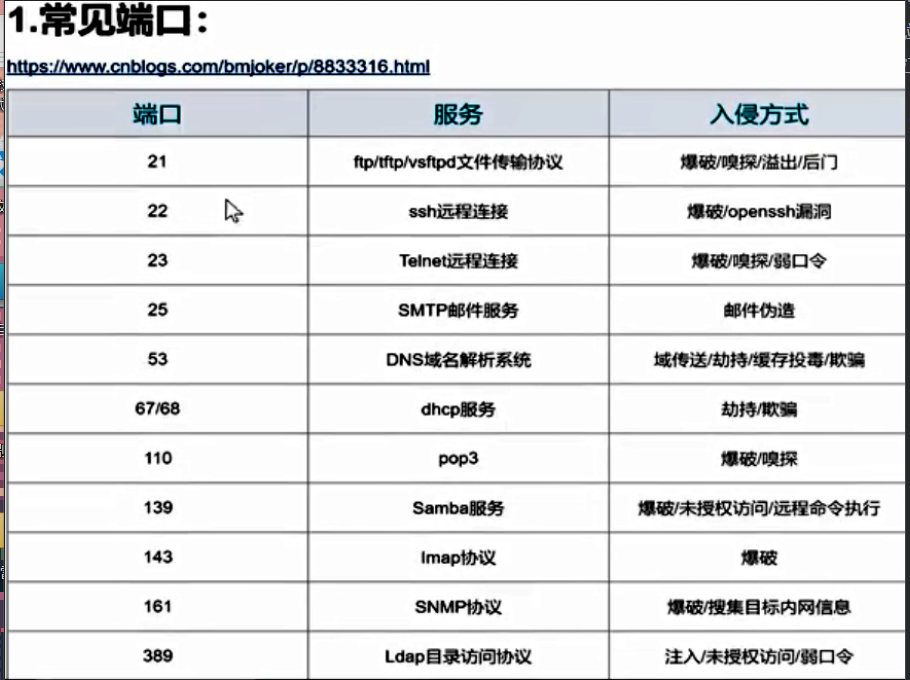 1.常见端口：
https://www.cnblogs.com/bmjoker/p/8833316.html
端口 服务 入侵方式
21 ftp/tftp/vsftpd文件传输协议 爆破/嗅探/溢出/后门
22 ssh远程连接 爆破/openssh漏洞
23 Telnet远程连接 爆破/嗅探/弱口令
25 SMTP邮件服务 邮件伪造
53 DNS域名解析系统 域传送/劫持/缓存投毒/欺骗
67/68 dhcp服务 劫持/欺骗
110 pop3 爆破/嗅探
139 Samba服务 爆破/未授权访问/远程命令执行
143 Imap协议 爆破
161 SNMP协议 爆破/搜集目标内网信息
389 Ldap目录访问协议 注入/未授权访问/弱口令